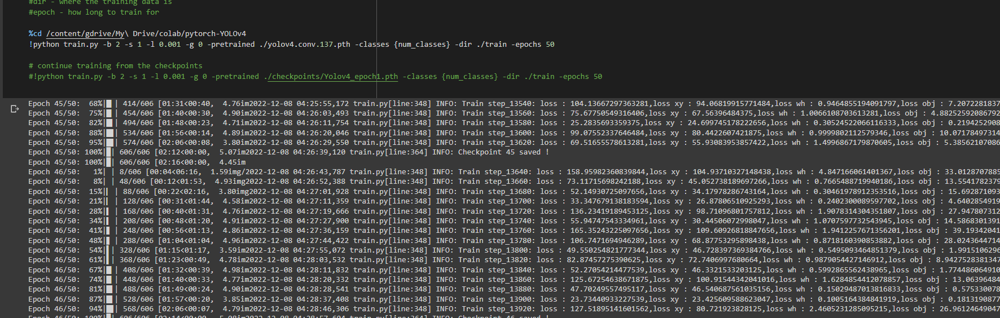 #dir - where the training data is
#epoch - how long to train for
%cd /content/gdrive/My\ Drive/colab/pytorch-YOLOv4
!python train.py -b 2 -s 1 -l 0.001 -g 0 -pretrained ./yolov4.conv.137.pth -classes {num_classes} -dir ./train -epochs 50
# continue training from the checkpoints
#!python train.py -b 2 -s 1 -l 0.001 -g 0 -pretrained ./checkpoints/Yolov4_epoch1.pth -classes {num_classes} -dir ./train -epochs 50
Epoch 45/50:  68%|█| 414/606 [01:31<00:40,  4.76im2022-12-08 04:25:55,172 train.py[line:348] INFO: Train step_13540: loss : 104.13667297363281,loss xy : 94.06819915771484,loss wh : 0.9464855194091797,loss obj : 7.2072281837
Epoch 45/50:  75%|█| 454/606 [01:40<00:30,  4.90im2022-12-08 04:26:03,493 train.py[line:348] INFO: Train step_13560: loss : 75.67750549316406,loss xy : 67.56396484375,loss wh : 1.0066108703613281,loss obj : 4.88252592086792
Epoch 45/50:  82%|█| 494/606 [01:48<00:23,  4.71im2022-12-08 04:26:11,754 train.py[line:348] INFO: Train step_13580: loss : 25.2835693359375,loss xy : 24.699745178222656,loss wh : 0.30524522066116333,loss obj : 0.2194252908
Epoch 45/50:  88%|█| 534/606 [01:56<00:14,  4.89im2022-12-08 04:26:20,046 train.py[line:348] INFO: Train step_13600: loss : 99.07552337646484,loss xy : 80.4422607421875,loss wh : 0.9999802112579346,loss obj : 10.07178497314
Epoch 45/50:  95%|█| 574/606 [02:06<00:08,  3.80im2022-12-08 04:26:29,550 train.py[line:348] INFO: Train step_13620: loss : 69.51655578613281,loss xy : 55.93083953857422,loss wh : 1.4996867179870605,loss obj : 5.38562107086
Epoch 45/50: 100%|█| 606/606 [02:12<00:00,  5.07im2022-12-08 04:26:39,120 train.py[line:364] INFO: Checkpoint 45 saved !
Epoch 45/50: 100%|█| 606/606 [02:16<00:00,  4.45im
Epoch 46/50:   1%| | 8/606 [00:04<06:16,  1.59img/2022-12-08 04:26:43,787 train.py[line:348] INFO: Train step_13640: loss : 158.95982360839844,loss xy : 104.93710327148438,loss wh : 4.847166061401367,loss obj : 33.0128707885
Epoch 46/50:   8%| | 48/606 [00:12<01:53,  4.93img2022-12-08 04:26:52,388 train.py[line:348] INFO: Train step_13660: loss : 73.11715698242188,loss xy : 45.052738189697266,loss wh : 0.7665488719940186,loss obj : 13.5541782379
Epoch 46/50:  15%|▏| 88/606 [00:22<02:16,  3.80img2022-12-08 04:27:01,928 train.py[line:348] INFO: Train step_13680: loss : 52.14930725097656,loss xy : 34.17978286743164,loss wh : 0.30461978912353516,loss obj : 15.692871093
Epoch 46/50:  21%|▏| 128/606 [00:31<01:44,  4.58im2022-12-08 04:27:11,359 train.py[line:348] INFO: Train step_13700: loss : 33.347679138183594,loss xy : 26.87806510925293,loss wh : 0.2402300089597702,loss obj : 4.6402854919
Epoch 46/50:  28%|▎| 168/606 [00:40<01:31,  4.76im2022-12-08 04:27:19,666 train.py[line:348] INFO: Train step_13720: loss : 136.23419189453125,loss xy : 98.71096801757812,loss wh : 1.9078314304351807,loss obj : 27.947807312
Epoch 46/50:  34%|▎| 208/606 [00:48<01:20,  4.91im2022-12-08 04:27:27,900 train.py[line:348] INFO: Train step_13740: loss : 55.94747543334961,loss xy : 30.44506072998047,loss wh : 1.0707597732543945,loss obj : 14.5868301391
Epoch 46/50:  41%|▍| 248/606 [00:56<01:13,  4.96im2022-12-08 04:27:36,159 train.py[line:348] INFO: Train step_13760: loss : 165.35243225097656,loss xy : 109.60926818847656,loss wh : 1.9412257671356201,loss obj : 39.19342041
Epoch 46/50:  48%|▍| 288/606 [01:04<01:04,  4.96im2022-12-08 04:27:44,422 train.py[line:348] INFO: Train step_13780: loss : 106.7471694946289,loss xy : 68.87753295898438,loss wh : 0.8718160390853882,loss obj : 28.0243644714
Epoch 46/50:  54%|▌| 328/606 [01:15<01:17,  3.59im2022-12-08 04:27:55,072 train.py[line:348] INFO: Train step_13800: loss : 49.550254821777344,loss xy : 46.728397369384766,loss wh : 0.5495093464851379,loss obj : 1.9915106296
Epoch 46/50:  61%|▌| 368/606 [01:23<00:49,  4.78im2022-12-08 04:28:03,532 train.py[line:348] INFO: Train step_13820: loss : 82.87457275390625,loss xy : 72.7406997680664,loss wh : 0.9879054427146912,loss obj : 8.9427528381347
Epoch 46/50:  67%|█| 408/606 [01:32<00:39,  4.98im2022-12-08 04:28:11,832 train.py[line:348] INFO: Train step_13840: loss : 52.27054214477539,loss xy : 46.3321533203125,loss wh : 0.5992865562438965,loss obj : 1.7744486064910
Epoch 46/50:  74%|█| 448/606 [01:40<00:33,  4.77im2022-12-08 04:28:20,332 train.py[line:348] INFO: Train step_13860: loss : 125.67254638671875,loss xy : 100.91544342041016,loss wh : 1.6284854412078857,loss obj : 13.06396484
Epoch 46/50:  81%|█| 488/606 [01:49<00:24,  4.90im2022-12-08 04:28:28,541 train.py[line:348] INFO: Train step_13880: loss : 47.70249557495117,loss xy : 46.540687561035156,loss wh : 0.15029487013816833,loss obj : 0.575330078
Epoch 46/50:  87%|█| 528/606 [01:57<00:20,  3.85im2022-12-08 04:28:37,408 train.py[line:348] INFO: Train step_13900: loss : 23.73440933227539,loss xy : 23.425609588623047,loss wh : 0.1005164384841919,loss obj : 0.1813190877
Epoch 46/50:  94%|█| 568/606 [02:06<00:07,  4.79im2022-12-08 04:28:46,306 train.py[line:348] INFO: Train step_13920: loss : 127.51895141601562,loss xy : 80.721923828125,loss wh : 2.4605231285095215,loss obj : 26.96124649047
Epoch 46/50: 100%|█| 606/606 [02:14<00:00,  5.08im2022-12-08 04:28:57,604 train.py[line:364] INFO: Checkpoint 46 saved !